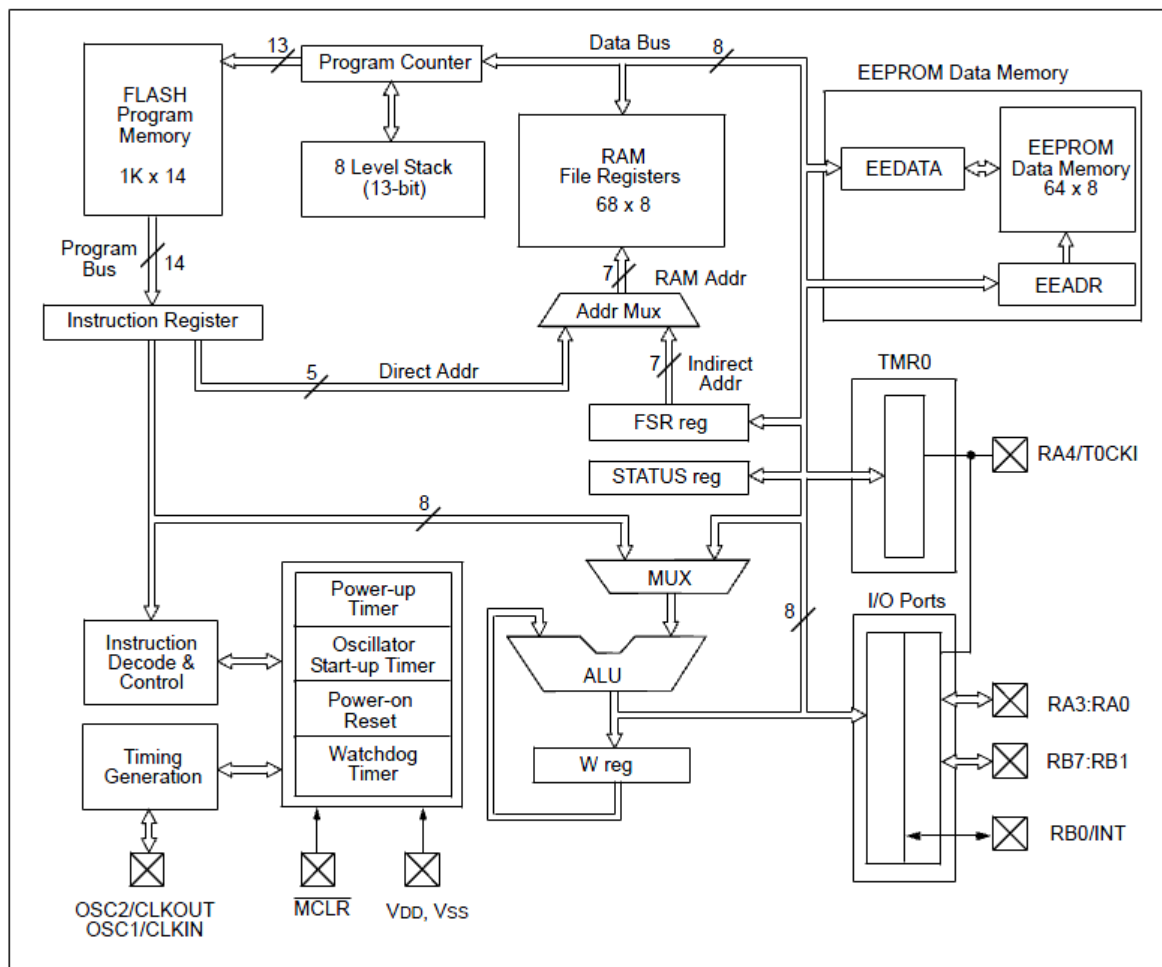 13
Program Counter
Data Bus
8
EEPROM Data Memory
FLASH
Program
Memory
1K x 14
8 Level Stack
(13-bit)
RAM
File Registers
68 x 8
EEDATA
EEPROM
Data Memory
64 x 8
EEADR
Program
Bus
14
7
RAM Addr
Instruction Register
Addr Mux
5
Direct Addr
7
Indirect
Addr
TMR0
FSR reg
RA4/T0CKI
STATUS reg
8
MUX
Power-up
Timer
8
I/O Ports
Instruction
Decode &
Control
Oscillator
Start-up Timer
ALU
Power-on
Reset
RA3:RA0
Timing
Generation
Watchdog
Timer
W reg
RB7:RB1
RB0/INT
OSC2/CLKOUT
OSC1/CLKIN
MCLR
VDD, VSS